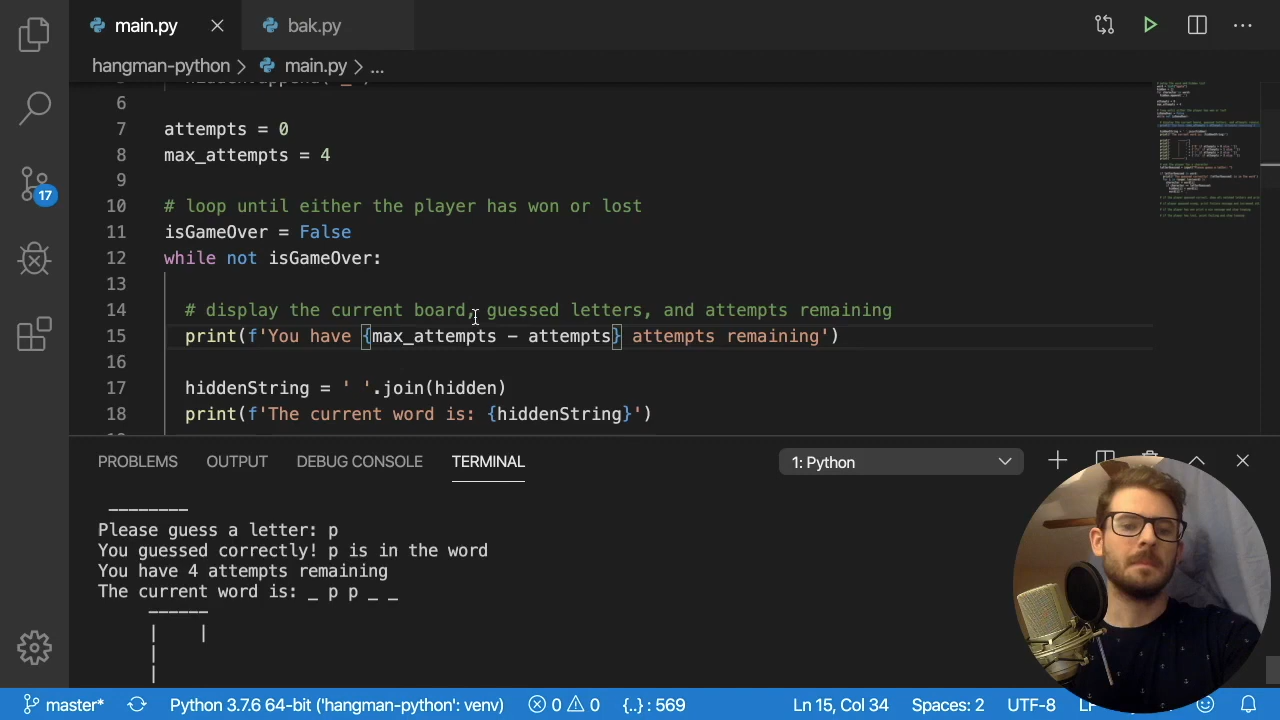 main.py
bak.py
hangman-python > main.py > ...
6
7 attempts = 0
8 max_attempts = 4
9
10 # loop until either the player has won or lost
11 isGameOver = False
12 while not isGameOver:
13
14 # display the current board, guessed letters, and attempts remaining
15 print(f'You have {max_attempts - attempts} attempts remaining')
16
17 hiddenString = ' '.join(hidden)
18 print(f'The current word is: {hiddenString}')
17
PROBLEMS OUTPUT DEBUG CONSOLE TERMINAL 1: Python
________
Please guess a letter: p
You guessed correctly! p is in the word
You have 4 attempts remaining
The current word is: _ p p _ _
______
| |
|
|
master* Python 3.7.6 64-bit ('hangman-python': venv) 0 0 {..} : 569 Ln 15, Col 34 Spaces: 2 UTF-8